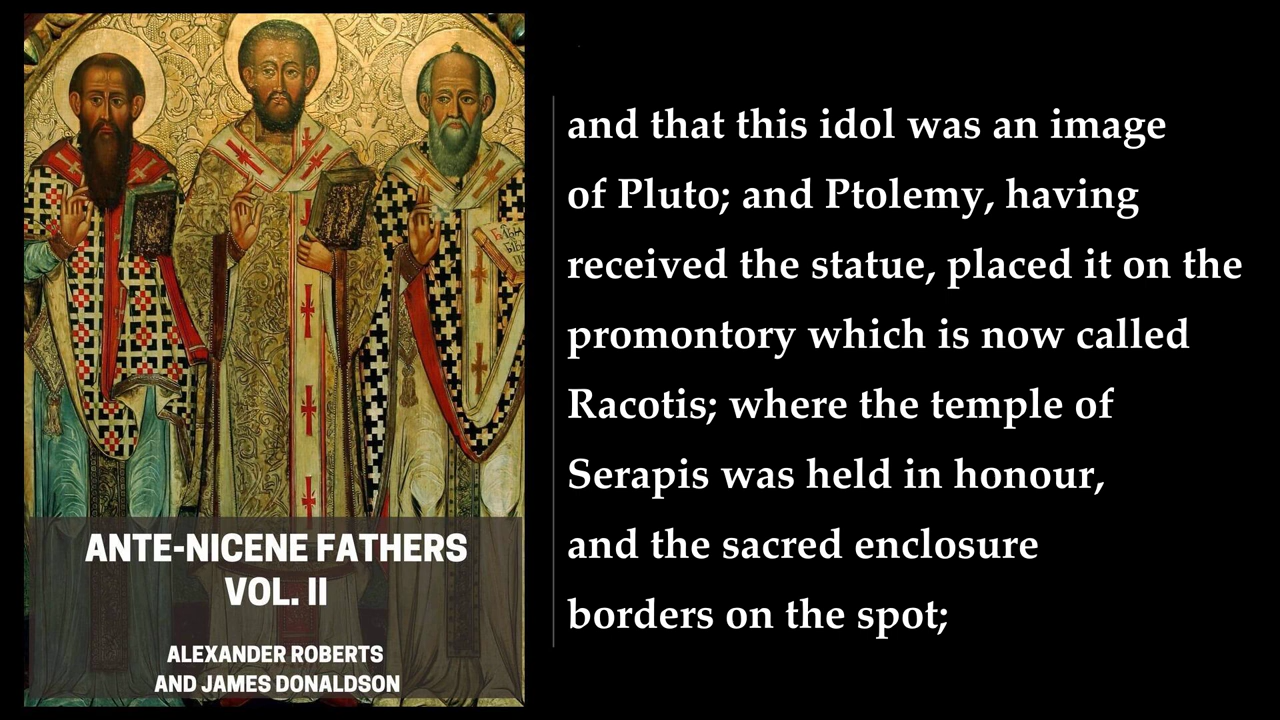 ANTE-NICENE FATHERS
VOL. II
ALEXANDER ROBERTS
AND JAMES DONALDSON
and that this idol was an image
of Pluto; and Ptolemy, having
received the statue, placed it on the
promontory which is now called
Racotis; where the temple of
Serapis was held in honour,
and the sacred enclosure
borders on the spot;